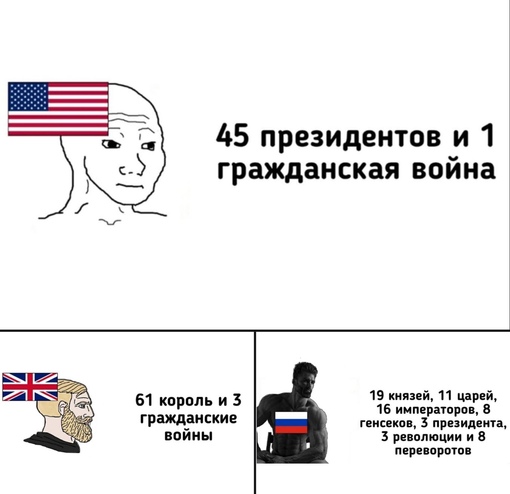 45 президентов и 1
гражданская война
61 король и 3
гражданские
войны
19 князей, 11 царей,
16 императоров, 8
генсеков, 3 президента,
3 революции и 8
переворотов